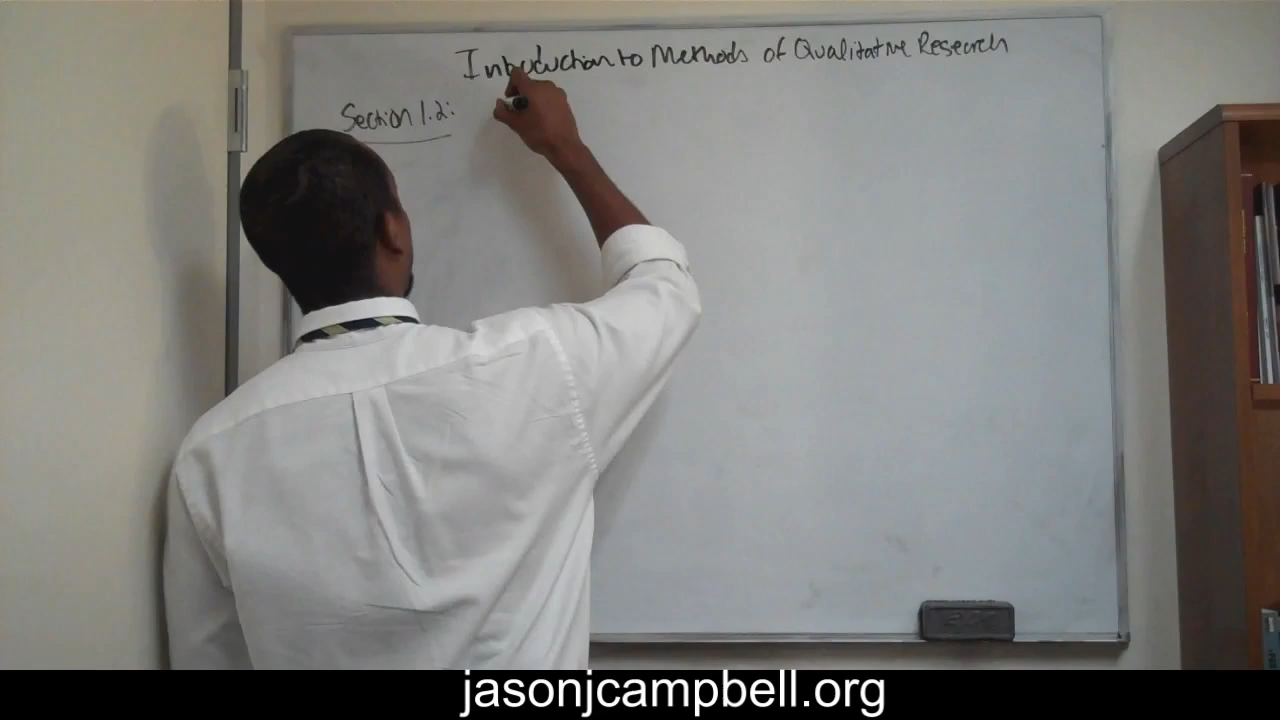 Introduction to Methods of Qualitative Research
Section 1.2:
jasonjcampbell.org